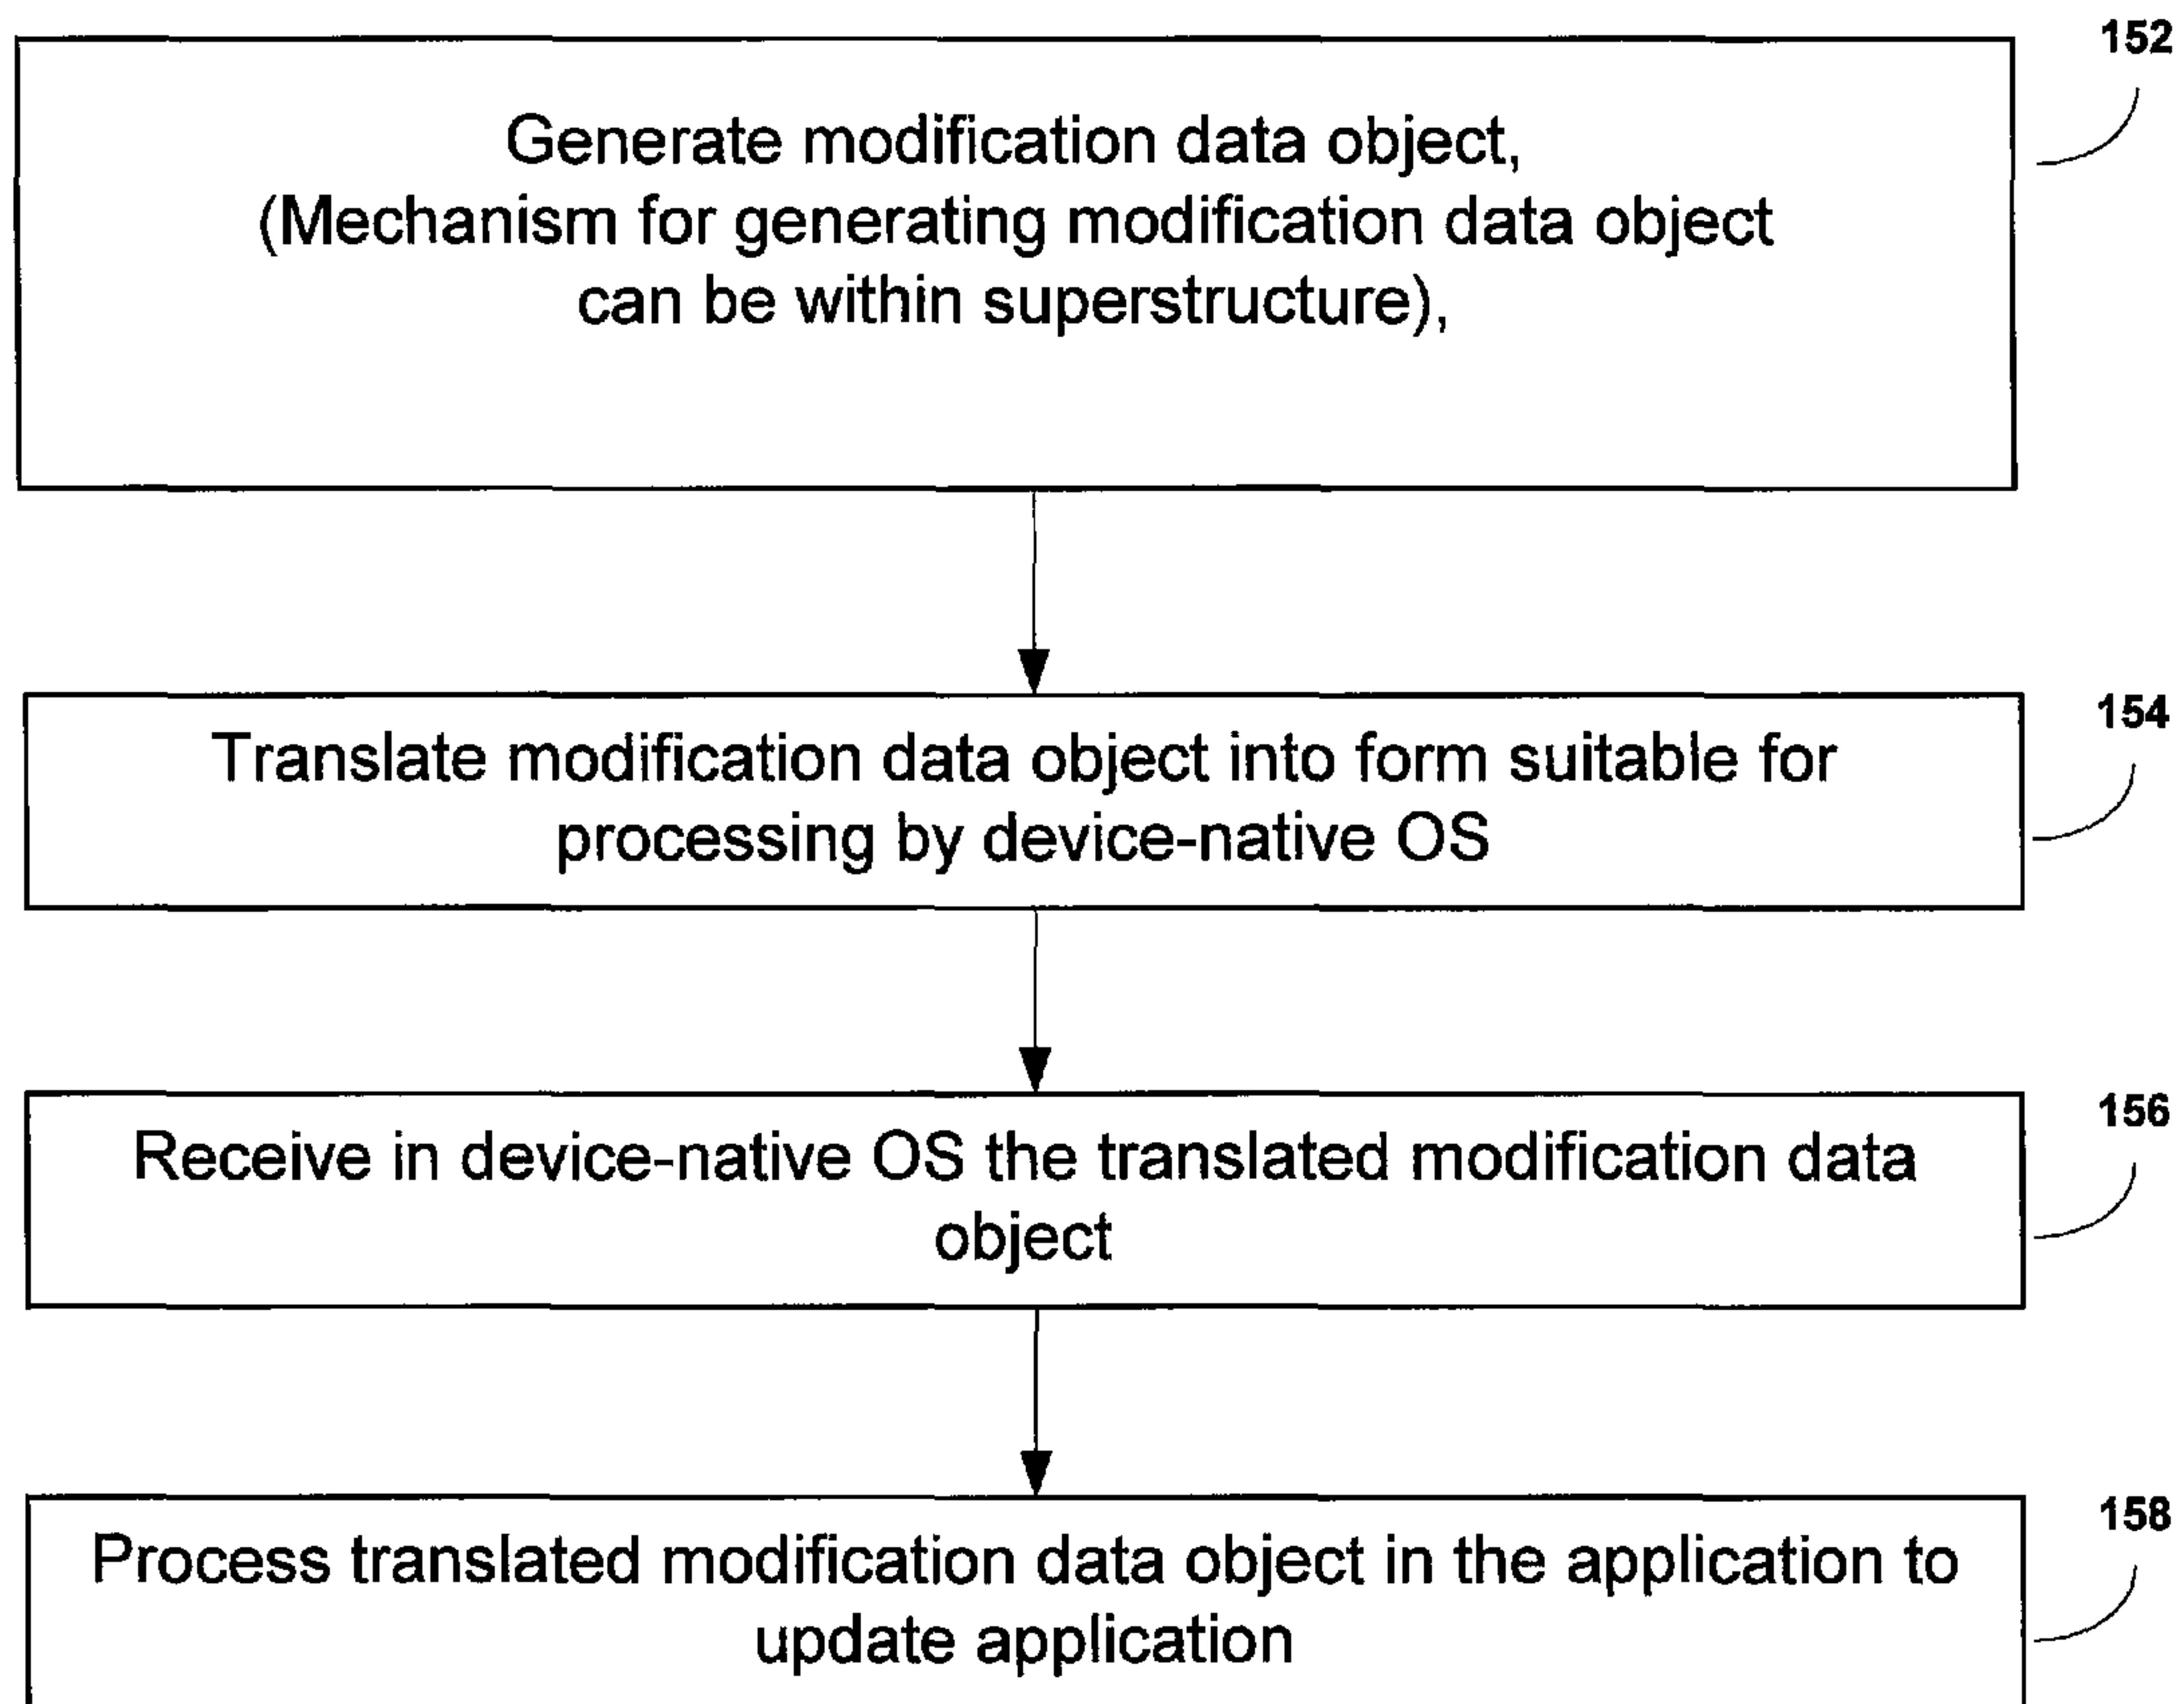 152
Generate modification data object,
(Mechanism for generating modification data object
can be within superstructure),
154
Translate modification data object into form suitable for
processing by device-native OS
156
Receive in device-native OS the translated modification data
object
158
Process translated modification data object in the application to
update application